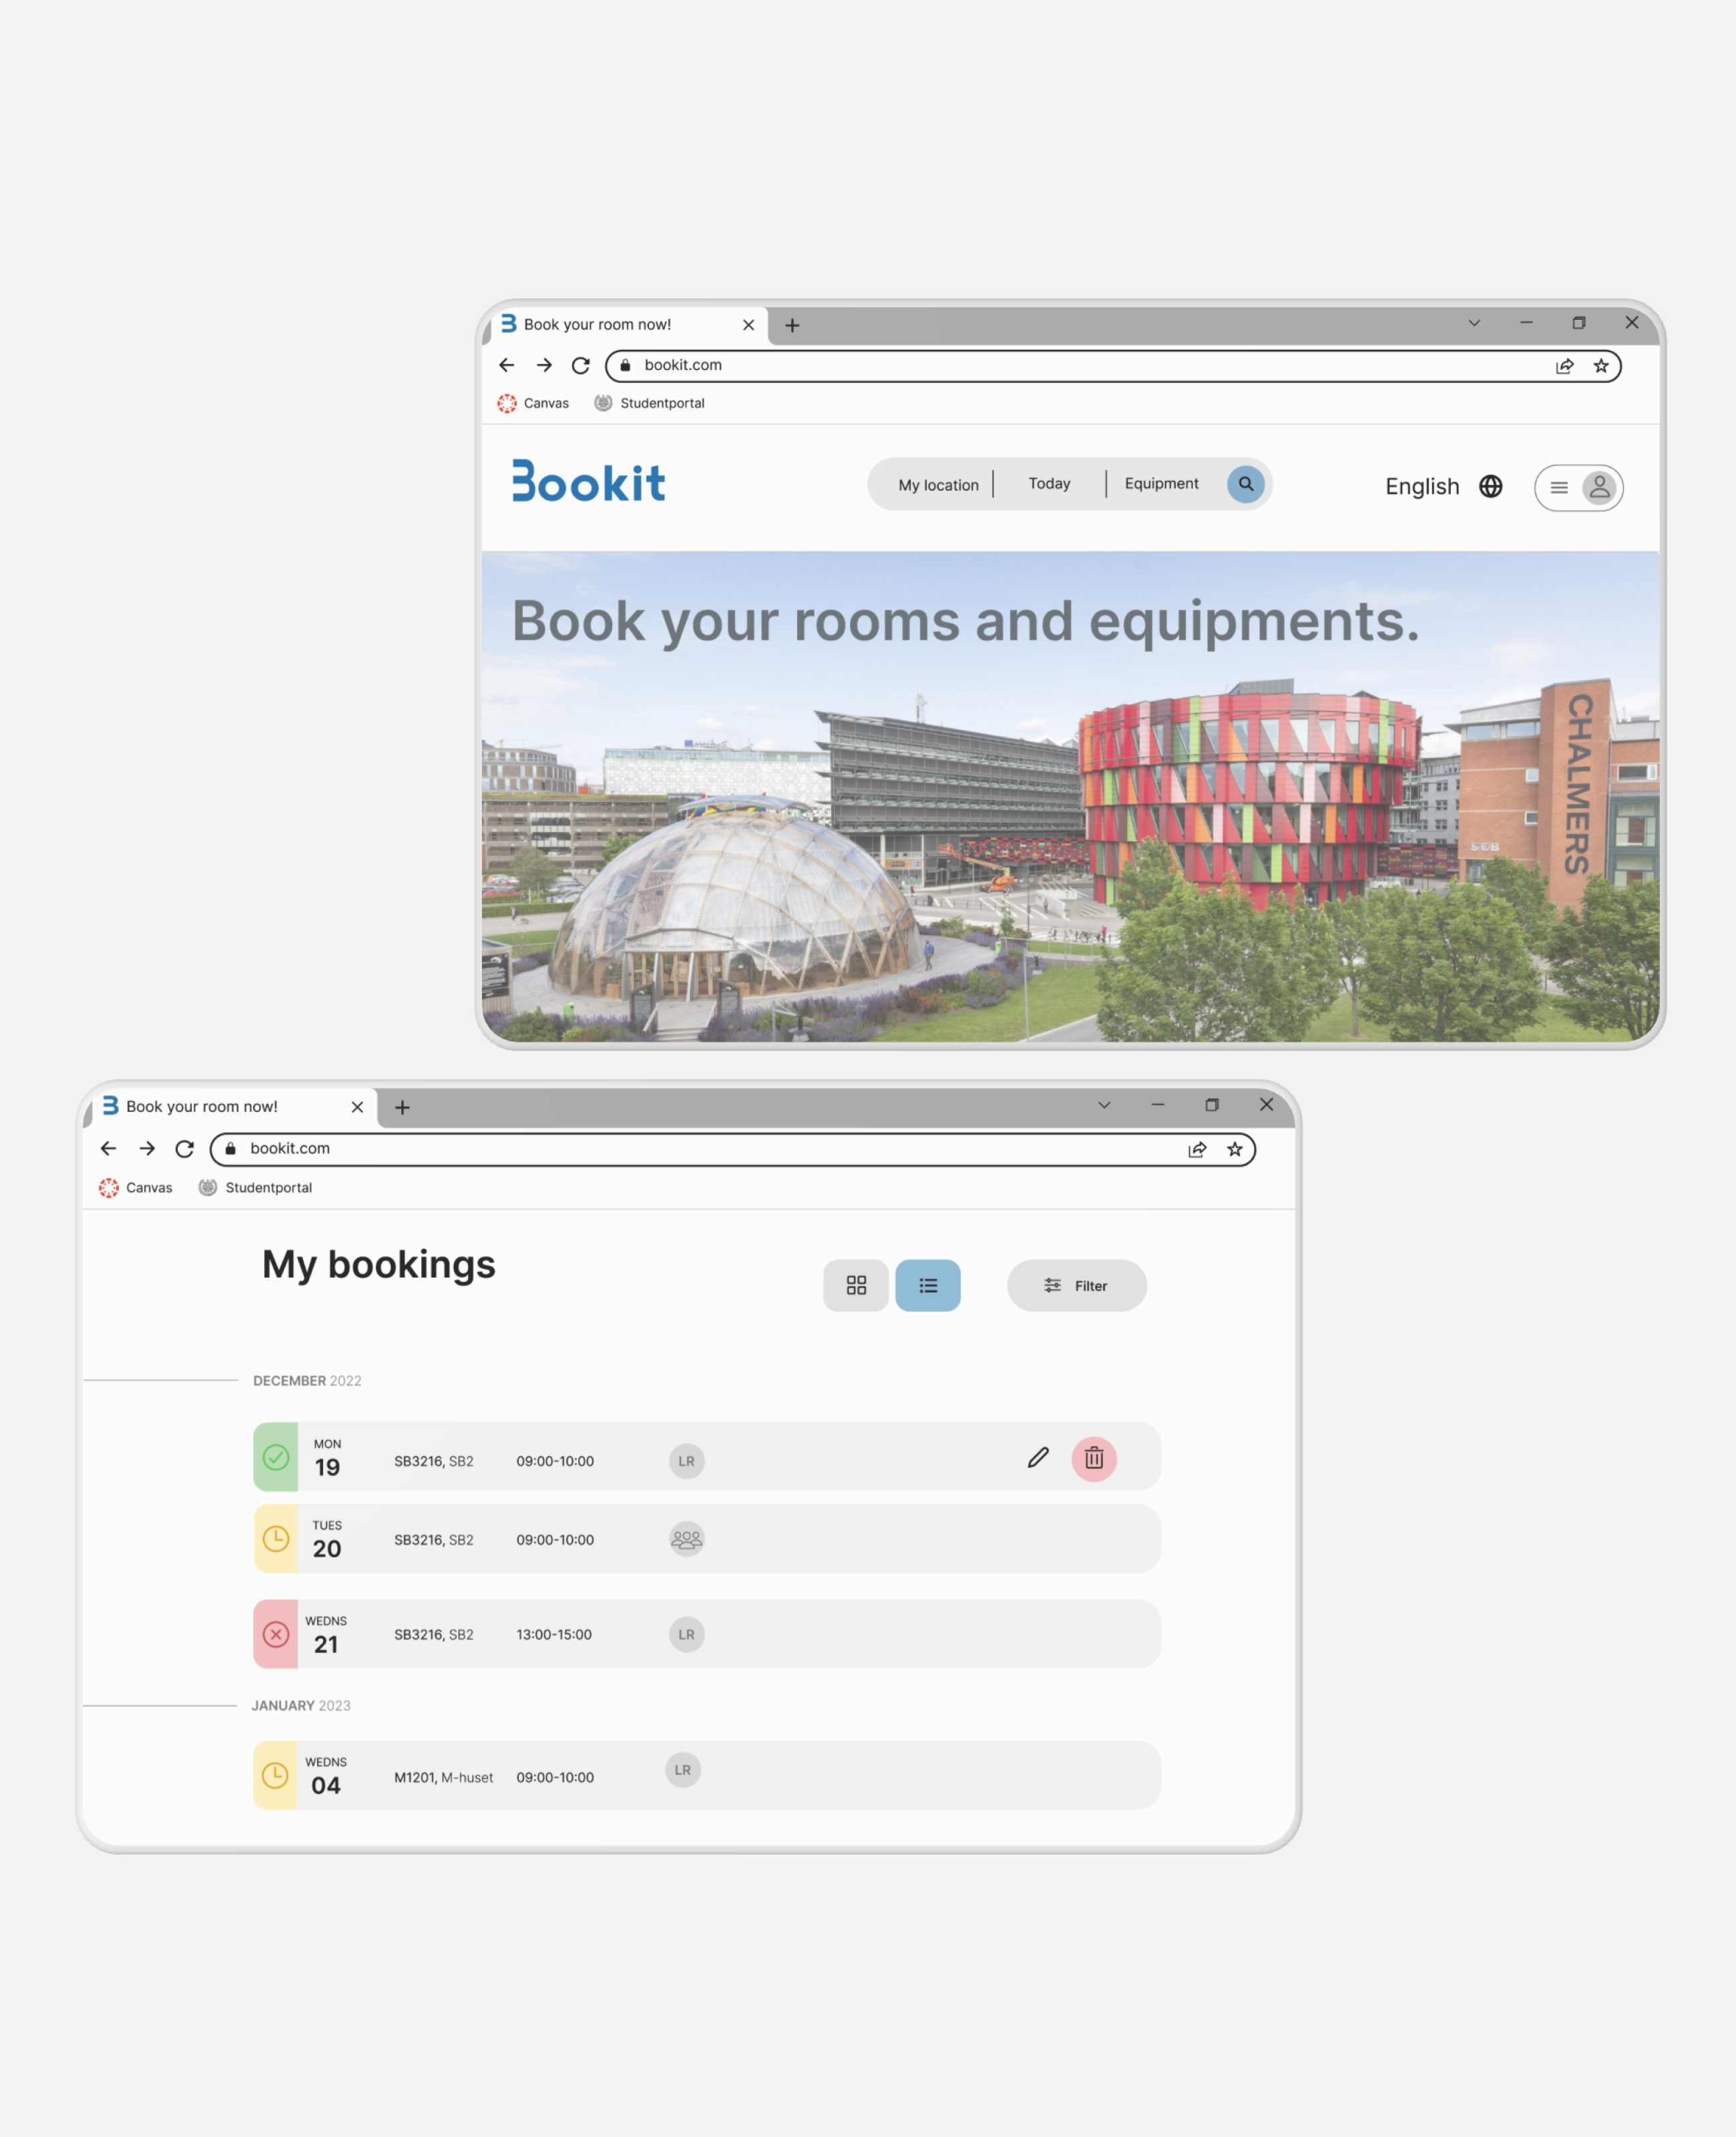 Book your room now!
bookit.com
Canvas Studentportal
Bookit
My location Today Equipment
English
Book your rooms and equipments.
CHALMERS
SEB
Book your room now!
bookit.com
Canvas Studentportal
My bookings
Filter
DECEMBER 2022
MON
19
SB3216, SB2 09:00-10:00 LR
TUES
20
SB3216, SB2 09:00-10:00
WEDNS
21
SB3216, SB2 13:00-15:00 LR
JANUARY 2023
WEDNS
04
M1201, M-huset 09:00-10:00 LR